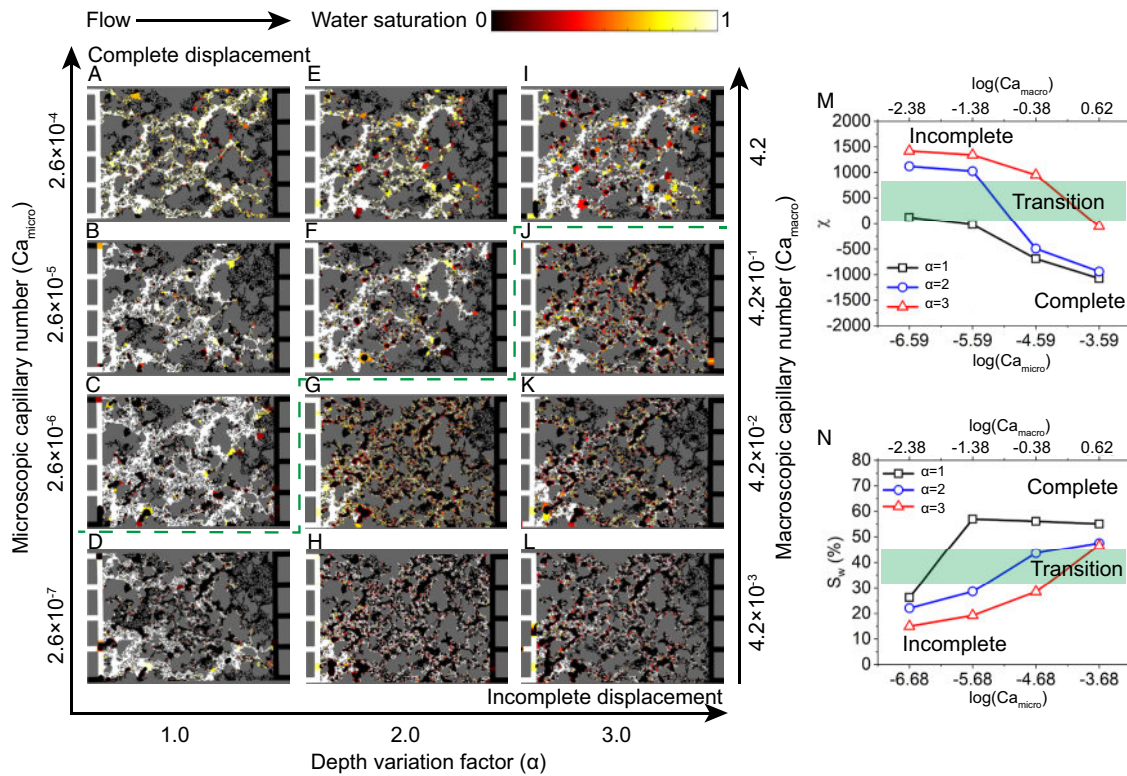 Flow
Water saturation 0 1
Complete displacement
A E I
B F J
C G K
D H L
Microscopic capillary number (Ca_micro)
2.6×10⁻⁴
2.6×10⁻⁵
2.6×10⁻⁶
2.6×10⁻⁷
Macroscopic capillary number (Ca_macro)
4.2
4.2×10⁻¹
4.2×10⁻²
4.2×10⁻³
Incomplete displacement
1.0 2.0 3.0
Depth variation factor (α)
M
log(Ca_macro)
-2.38 -1.38 -0.38 0.62
2000
1500
1000
500
0
-500
-1000
-1500
-2000
χ
Incomplete
Transition
α=1
α=2
α=3
Complete
-6.59 -5.59 -4.59 -3.59
log(Ca_micro)
N
log(Ca_macro)
-2.38 -1.38 -0.38 0.62
80
70
60
50
40
30
20
10
0
S_w (%)
α=1
α=2
α=3
Complete
Transition
Incomplete
-6.68 -5.68 -4.68 -3.68
log(Ca_micro)